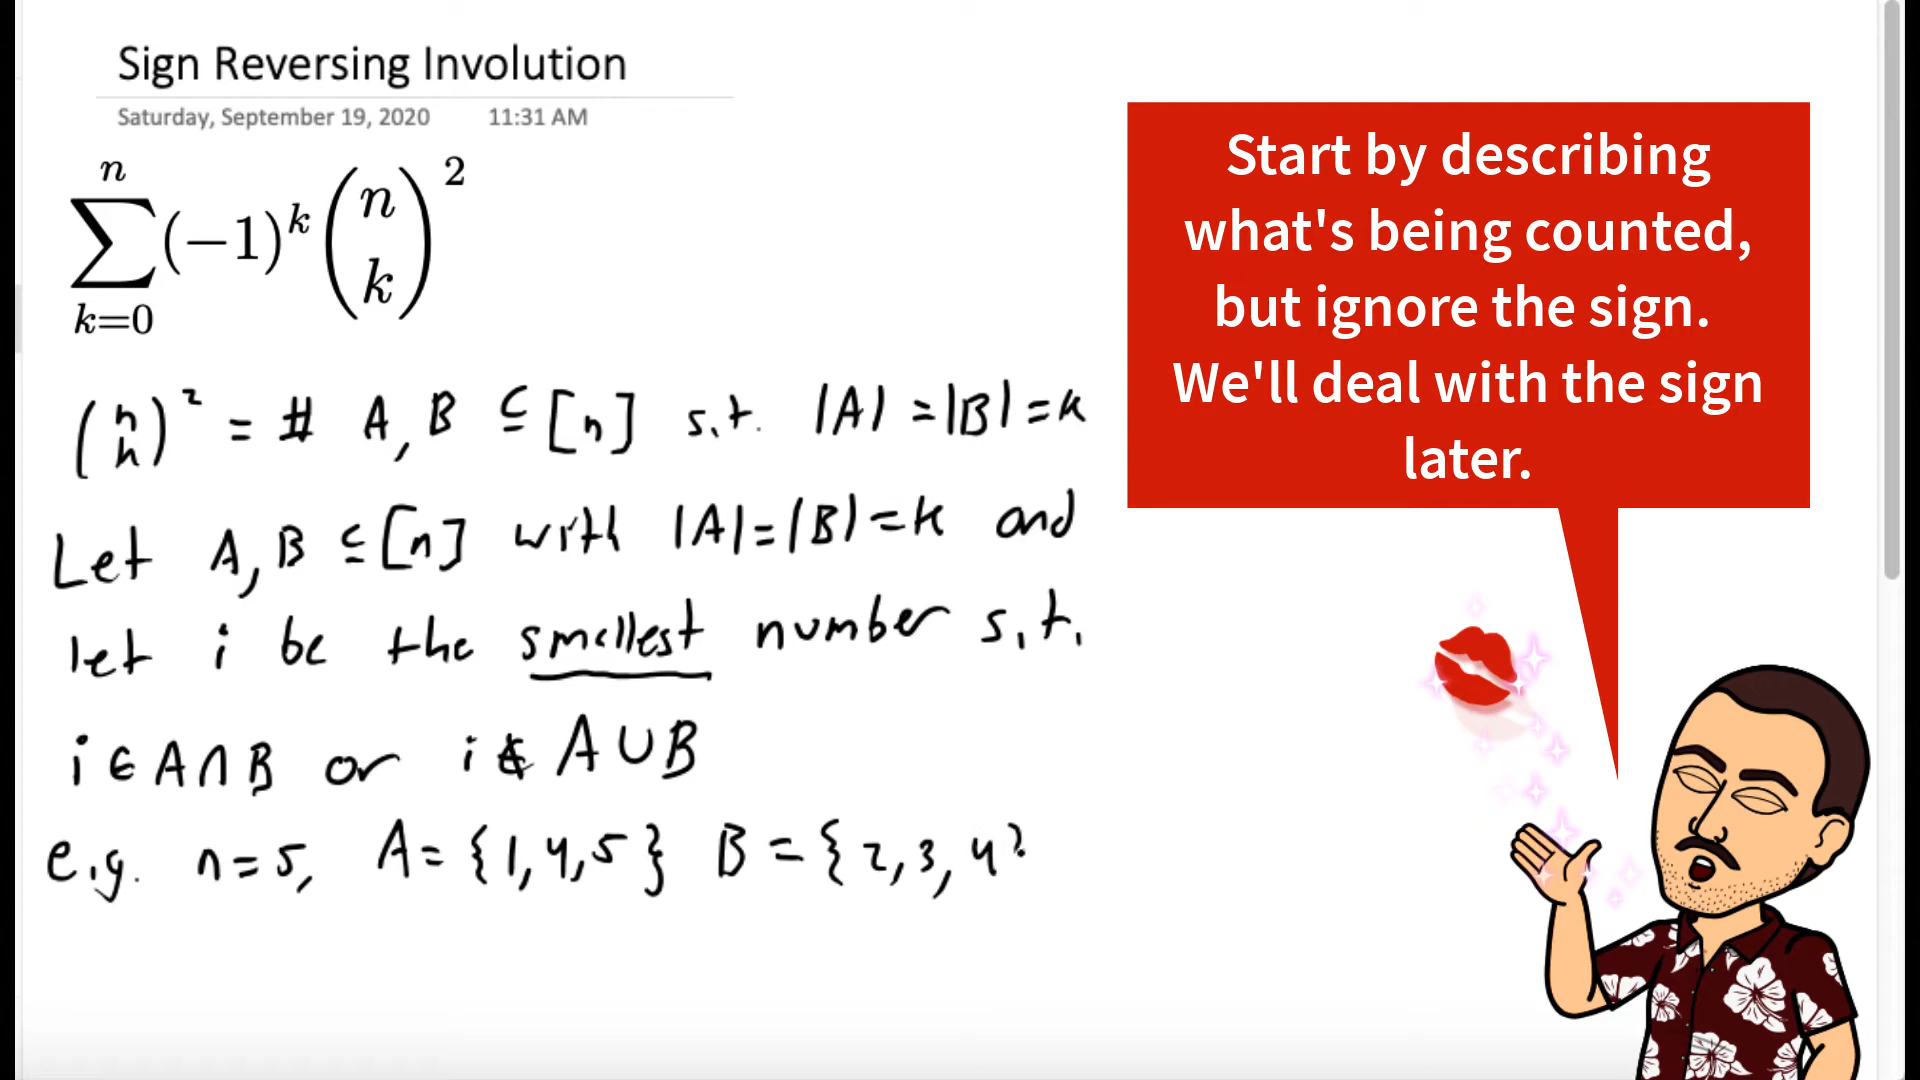 Sign Reversing Involution
Saturday, September 19, 2020 11:31 AM
\sum_{k=0}^{n} (-1)^k \binom{n}{k}^2
\binom{n}{k}^2 = # A, B ⊆ [n] s.t. |A| = |B| = k
Let A, B ⊆ [n] with |A| = |B| = k and
let i be the smallest number s.t.
i ∈ A ∩ B or i ∉ A ∪ B
e.g. n = 5, A = {1, 4, 5} B = {2, 3, 4}
Start by describing
what's being counted,
but ignore the sign.
We'll deal with the sign
later.